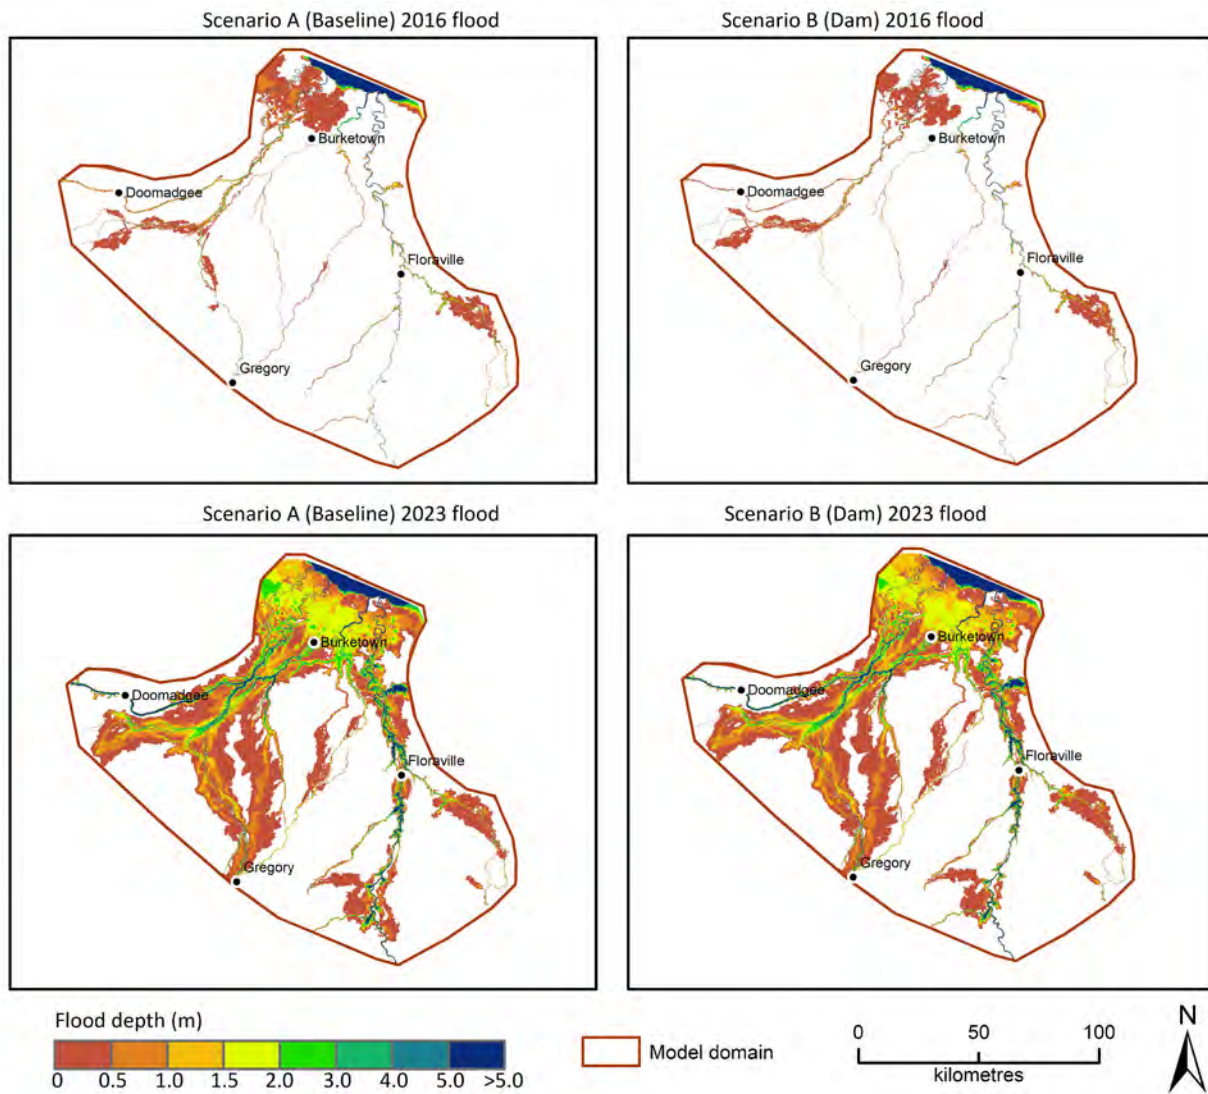 Scenario A (Baseline) 2016 flood
Scenario B (Dam) 2016 flood
Burketown
Doomadgee
Floraville
Gregory
Burketown
Doomadgee
Floraville
Gregory
Scenario A (Baseline) 2023 flood
Scenario B (Dam) 2023 flood
Burketown
Doomadgee
Floraville
Gregory
Burketown
Doomadgee
Floraville
Gregory
Flood depth (m)
0 0.5 1.0 1.5 2.0 3.0 4.0 5.0 >5.0
Model domain
0 50 100
kilometres
N